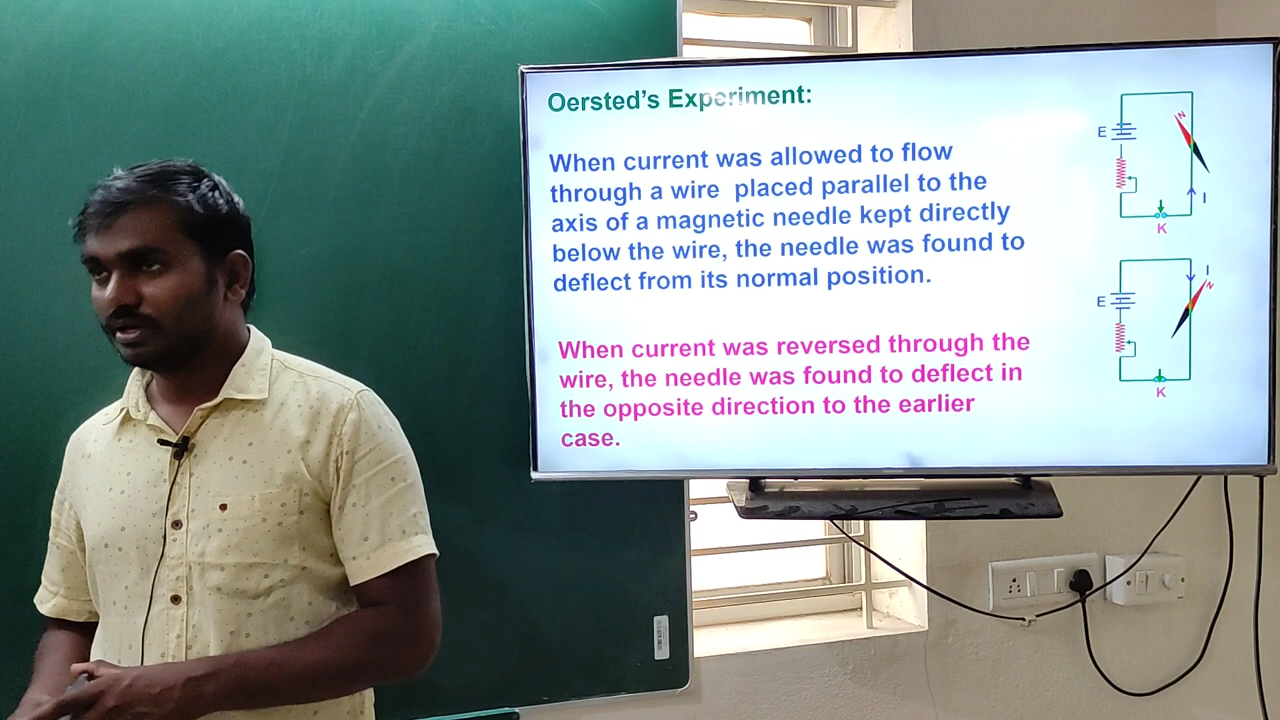 Oersted's Experiment:
When current was allowed to flow
through a wire placed parallel to the
axis of a magnetic needle kept directly
below the wire, the needle was found to
deflect from its normal position.
When current was reversed through the
wire, the needle was found to deflect in
the opposite direction to the earlier
case.
E
N
I
K
E
I
N
K